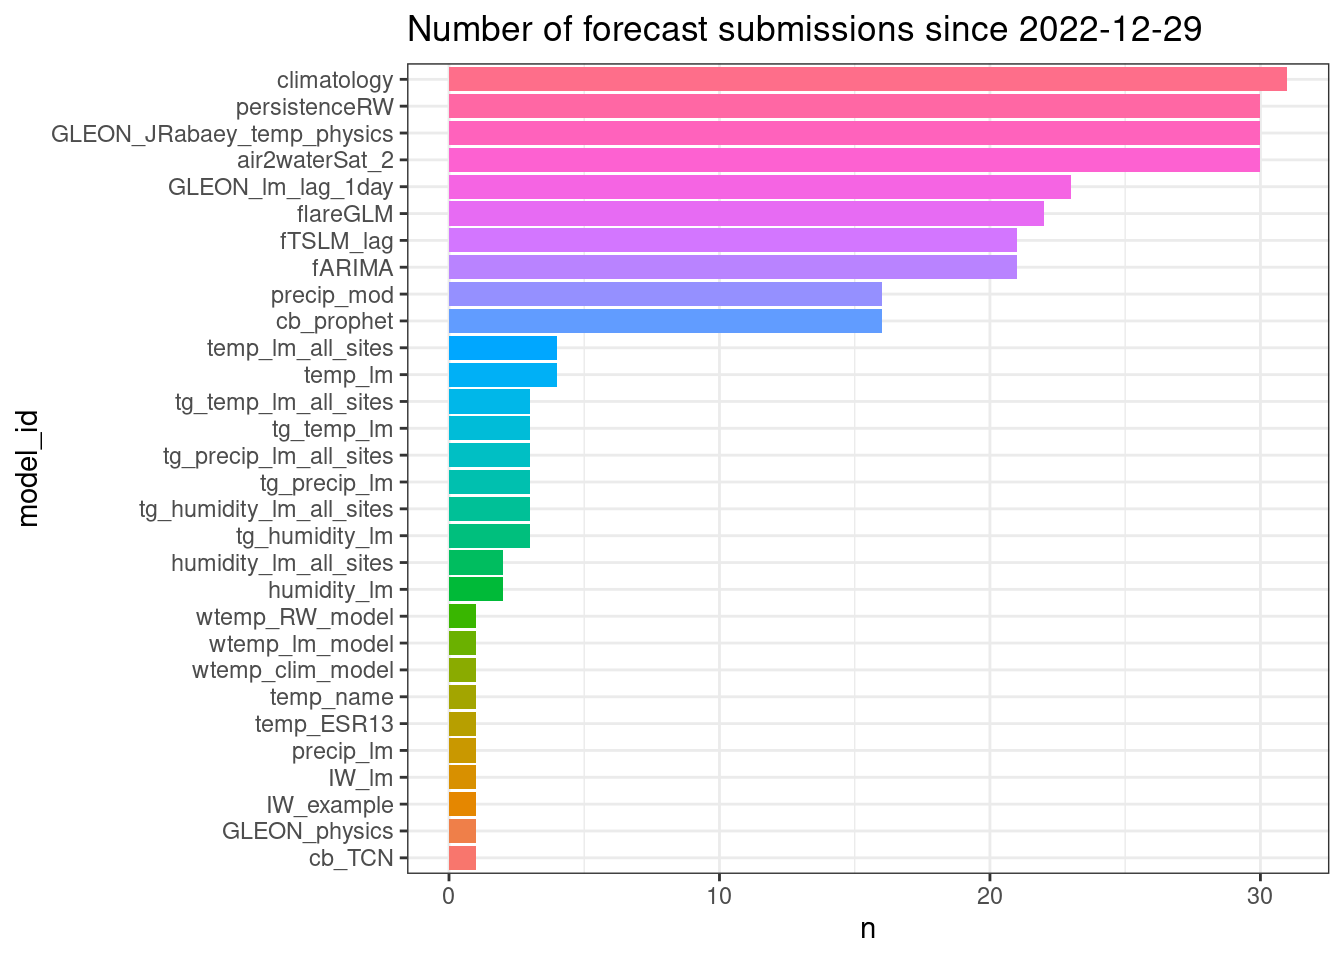 Number of forecast submissions since 2022-12-29
climatology
persistenceRW
GLEON_JRabaey_temp_physics
air2waterSat_2
GLEON_lm_lag_1day
flareGLM
fTSLM_lag
fARIMA
precip_mod
cb_prophet
temp_lm_all_sites
temp_lm
tg_temp_lm_all_sites
tg_temp_lm
tg_precip_lm_all_sites
tg_precip_lm
tg_humidity_lm_all_sites
tg_humidity_lm
humidity_lm_all_sites
humidity_lm
wtemp_RW_model
wtemp_lm_model
wtemp_clim_model
temp_name
temp_ESR13
precip_lm
IW_lm
IW_example
GLEON_physics
cb_TCN
model_id
0 10 20 30
n